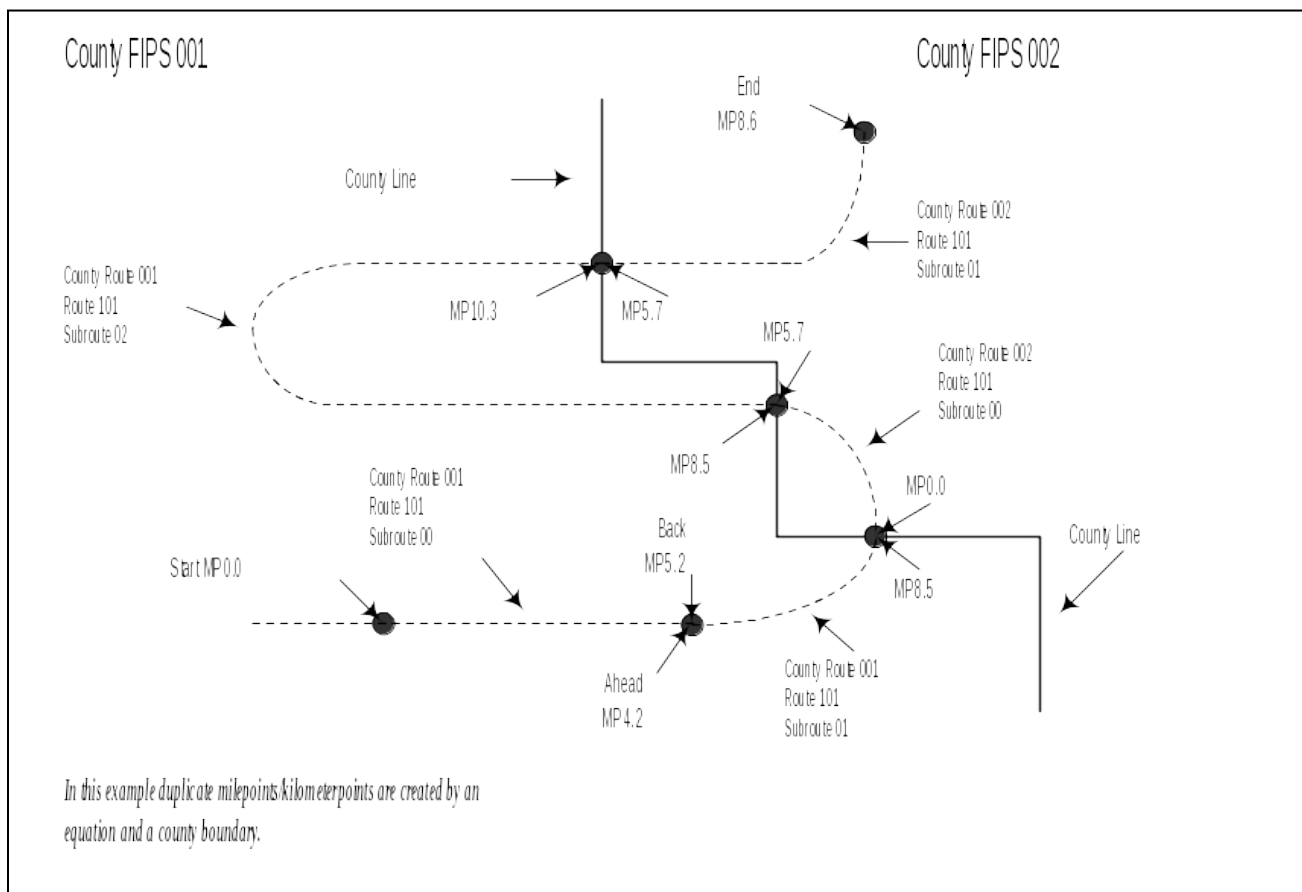 County FIPS 001
County FIPS 002
End
MP8.6
County Line
County Route 002
Route 101
Subroute 01
County Route 001
Route 101
Subroute 02
MP10.3
MP5.7
MP5.7
County Route 002
Route 101
Subroute 00
MP8.5
County Route 001
Route 101
Subroute 00
MP0.0
Back
MP5.2
County Line
Start MP0.0
MP8.5
Ahead
MP4.2
County Route 001
Route 101
Subroute 01
In this example duplicate milepoints/kilometerpoints are created by an
equation and a county boundary.